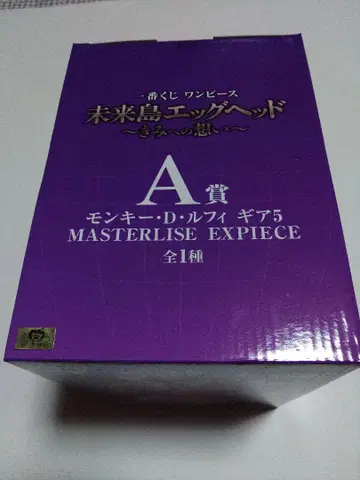 一番くじ ワンピース
未来島エッグヘッド
～きみへの想い～
A賞
モンキー・D・ルフィ ギア5
MASTERLISE EXPIECE
全1種